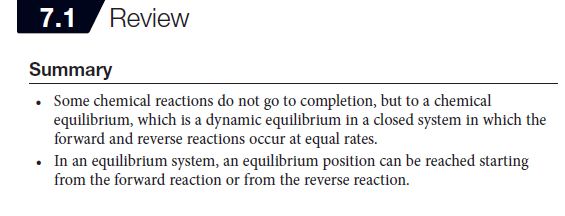 7.1 Review
Summary
• Some chemical reactions do not go to completion, but to a chemical
equilibrium, which is a dynamic equilibrium in a closed system in which the
forward and reverse reactions occur at equal rates.
• In an equilibrium system, an equilibrium position can be reached starting
from the forward reaction or from the reverse reaction.